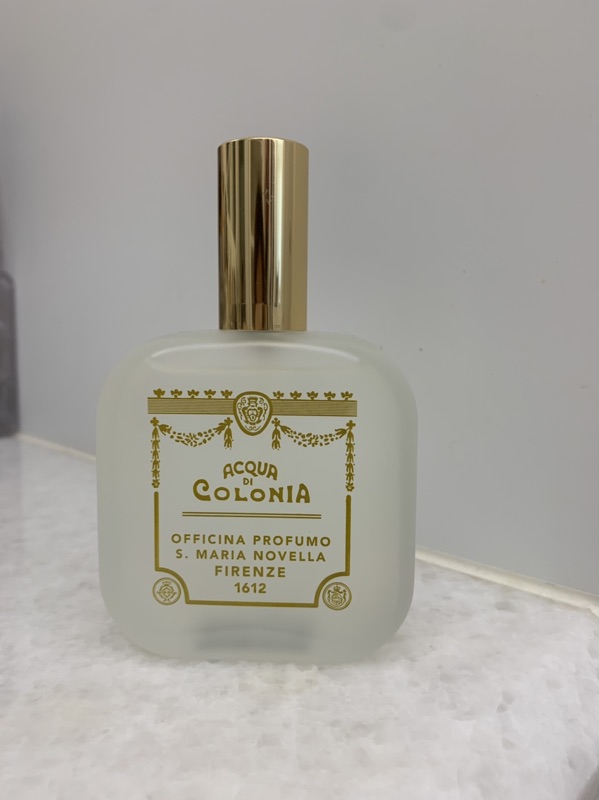 ACQUA
DI
COLONIA
OFFICINA PROFUMO
S. MARIA NOVELLA
FIRENZE
1612